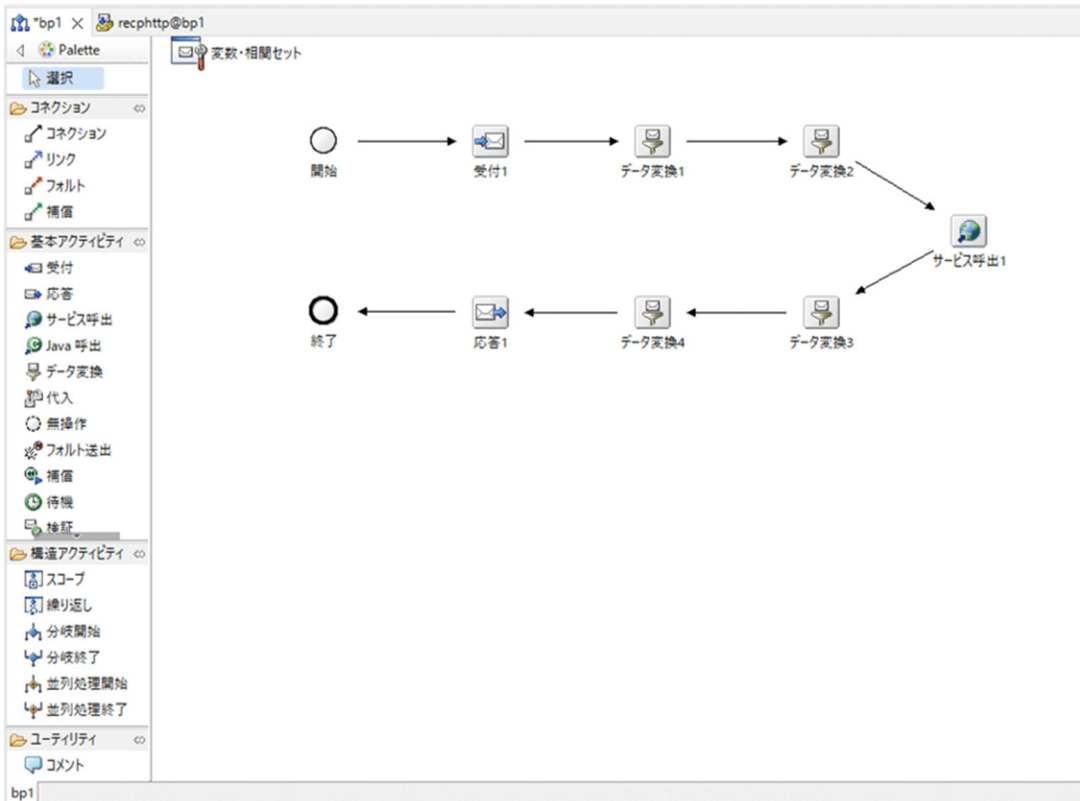 *bp1
recphttp@bp1
Palette
選択
コネクション
コネクション
リンク
フォルト
補償
基本アクティビティ
受付
応答
サービス呼出
Java 呼出
データ変換
代入
無操作
フォルト送出
補償
待機
検証
構造アクティビティ
スコープ
繰り返し
分岐開始
分岐終了
並列処理開始
並列処理終了
ユーティリティ
コメント
変数・相関セット
開始
受付1
データ変換1
データ変換2
サービス呼出1
終了
応答1
データ変換4
データ変換3
bp1